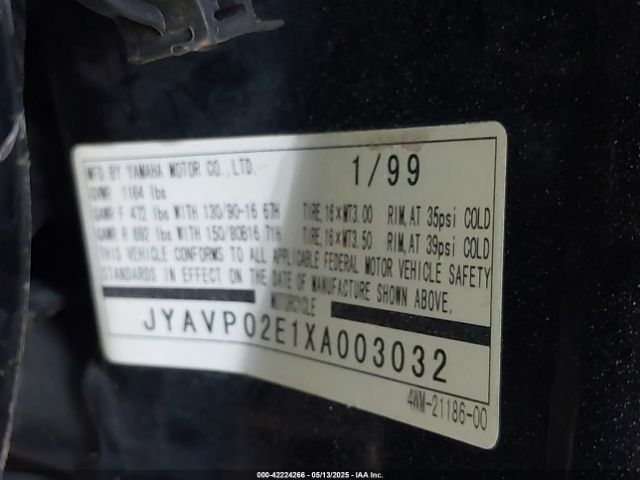 MFD BY YAMAHA MOTOR CO.,LTD. 1/99
GVWR 1164 lbs
GAWR F 472 lbs WITH 130/90-16 67H TIRE,16×MT3.00 RIM,AT 35psi COLD
GAWR R 692 lbs WITH 150/80B16 71H TIRE,16×MT3.50 RIM,AT 39psi COLD
THIS VEHICLE CONFORMS TO ALL APPLICABLE FEDERAL MOTOR VEHICLE SAFETY
STANDARDS IN EFFECT ON THE DATE OF MANUFACTURE SHOWN ABOVE.
MOTORCYCLE
JYAVP02E1XA003032
4WM-21186-00
000-42224266 - 05/13/2025 - IAA Inc.